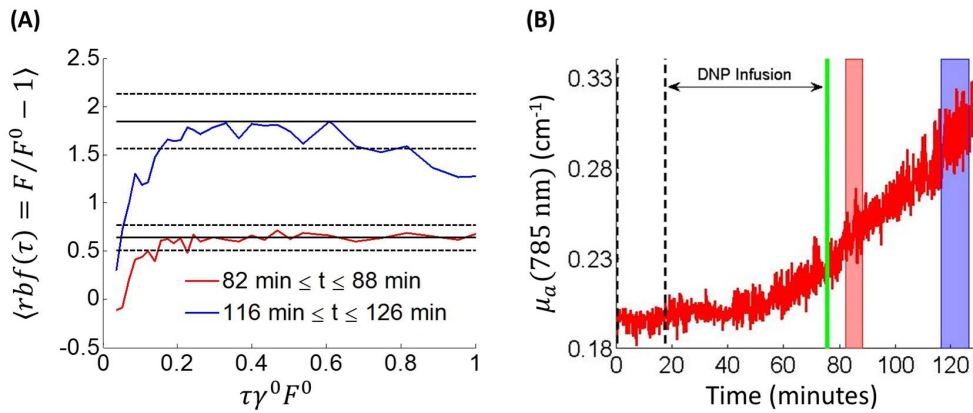 (A)
⟨rbf(τ) = F/F⁰ − 1⟩
2.5
2
1.5
1
0.5
0
-0.5
82 min ≤ t ≤ 88 min
116 min ≤ t ≤ 126 min
0 0.2 0.4 0.6 0.8 1
τγ⁰F⁰
(B)
μₐ(785 nm) (cm⁻¹)
0.33
0.28
0.23
0.18
DNP Infusion
0 20 40 60 80 100 120
Time (minutes)